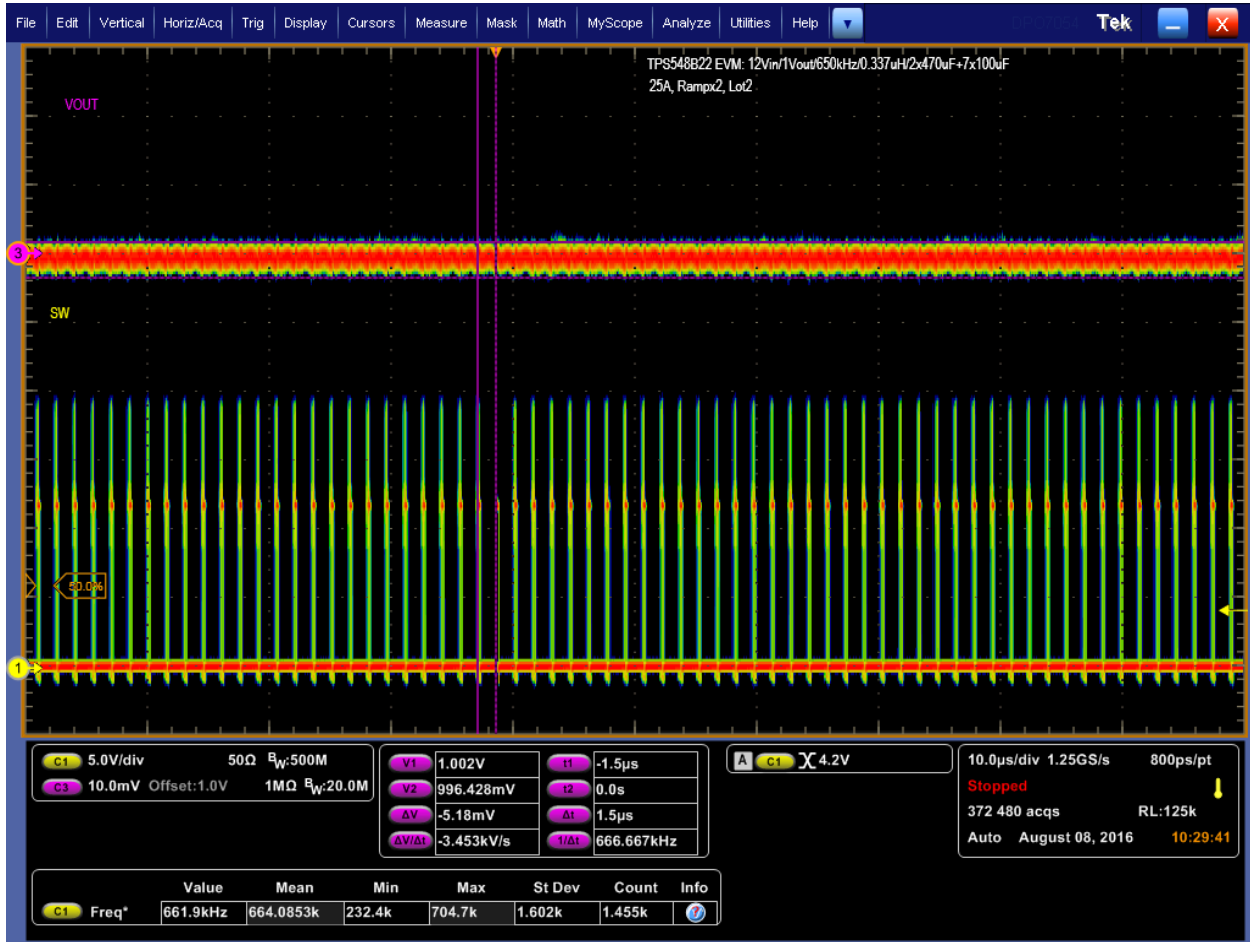 File Edit Vertical Horiz/Acq Trig Display Cursors Measure Mask Math MyScope Analyze Utilities Help Tek X
TPS548B22 EVM: 12Vin/1Vout/650kHz/0.337uH/2x470uF+7x100uF
25A, Rampx2, Lot2
VOUT
3
SW
50.0%
1
C1 5.0V/div 50Ω BW:500M
C3 10.0mV Offset:1.0V 1MΩ BW:20.0M
V1 1.002V t1 -1.5µs
V2 996.428mV t2 0.0s
ΔV -5.18mV Δt 1.5µs
ΔV/Δt -3.453kV/s 1/Δt 666.667kHz
A C1 4.2V
10.0µs/div 1.25GS/s 800ps/pt
Stopped
372 480 acqs RL:125k
Auto August 08, 2016 10:29:41
Value Mean Min Max St Dev Count Info
C1 Freq* 661.9kHz 664.0853k 232.4k 704.7k 1.602k 1.455k